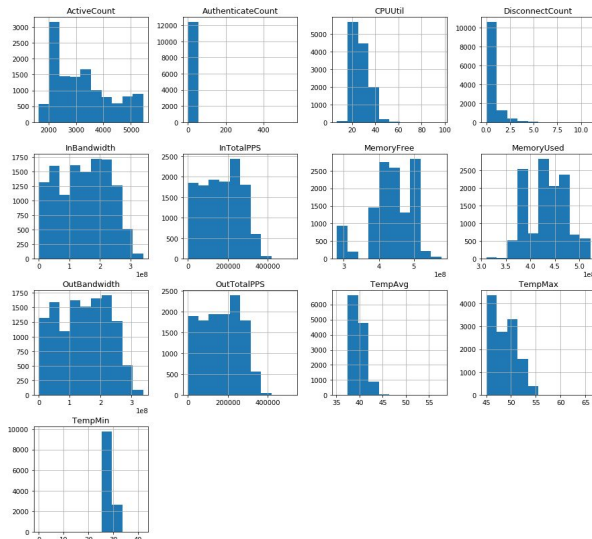 ActiveCount AuthenticateCount CPUUtil DisconnectCount
3000 12000 5000 10000
2500 10000 4000 8000
2000 8000 3000 6000
1500 6000 2000 4000
1000 4000 1000 2000
500 2000
0 0 0 0
2000 3000 4000 5000 0 200 400 20 40 60 80 100 0.0 2.5 5.0 7.5 10.0
InBandwidth InTotalPPS MemoryFree MemoryUsed
1750 2500 2500
1500 2000 2000
1250 1500 1500
1000 1000 1000
750 500 500
500
250
0 0 0 0
0 1 2 3 0 200000 400000 3 4 5 3.0 3.5 4.0 4.5 5.0
1e8 1e8
OutBandwidth OutTotalPPS TempAvg TempMax
1750 2500 6000 4000
1500 2000 5000 3000
1250 1500 4000 2000
1000 1000 3000 1000
750 500 2000
500 1000
250
0 0 0 0
0 1 2 3 0 200000 400000 35 40 45 50 55 45 50 55 60 65
1e8
TempMin
10000
8000
6000
4000
2000
0
0 10 20 30 40